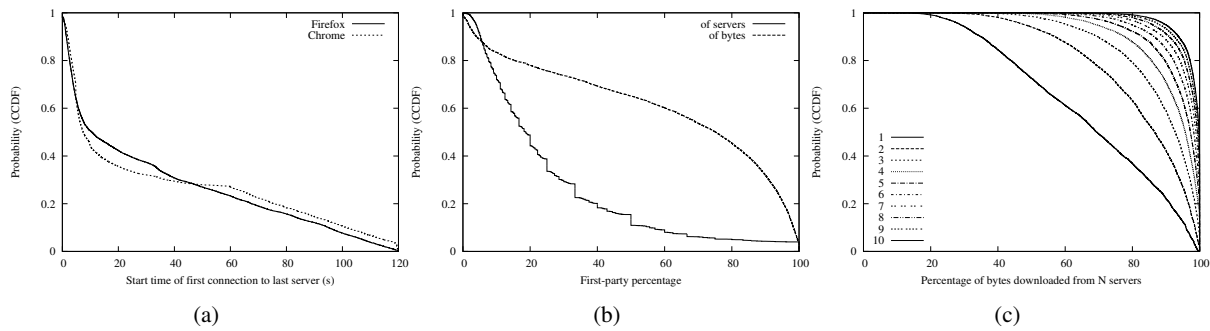 1
0.8
0.6
0.4
0.2
0
0 20 40 60 80 100 120
Probability (CCDF)
Start time of first connection to last server (s)
Firefox
Chrome
(a)
1
0.8
0.6
0.4
0.2
0
0 20 40 60 80 100
Probability (CCDF)
First-party percentage
of servers
of bytes
(b)
1
0.8
0.6
0.4
0.2
0
0 20 40 60 80 100
Probability (CCDF)
Percentage of bytes downloaded from N servers
1
2
3
4
5
6
7
8
9
10
(c)